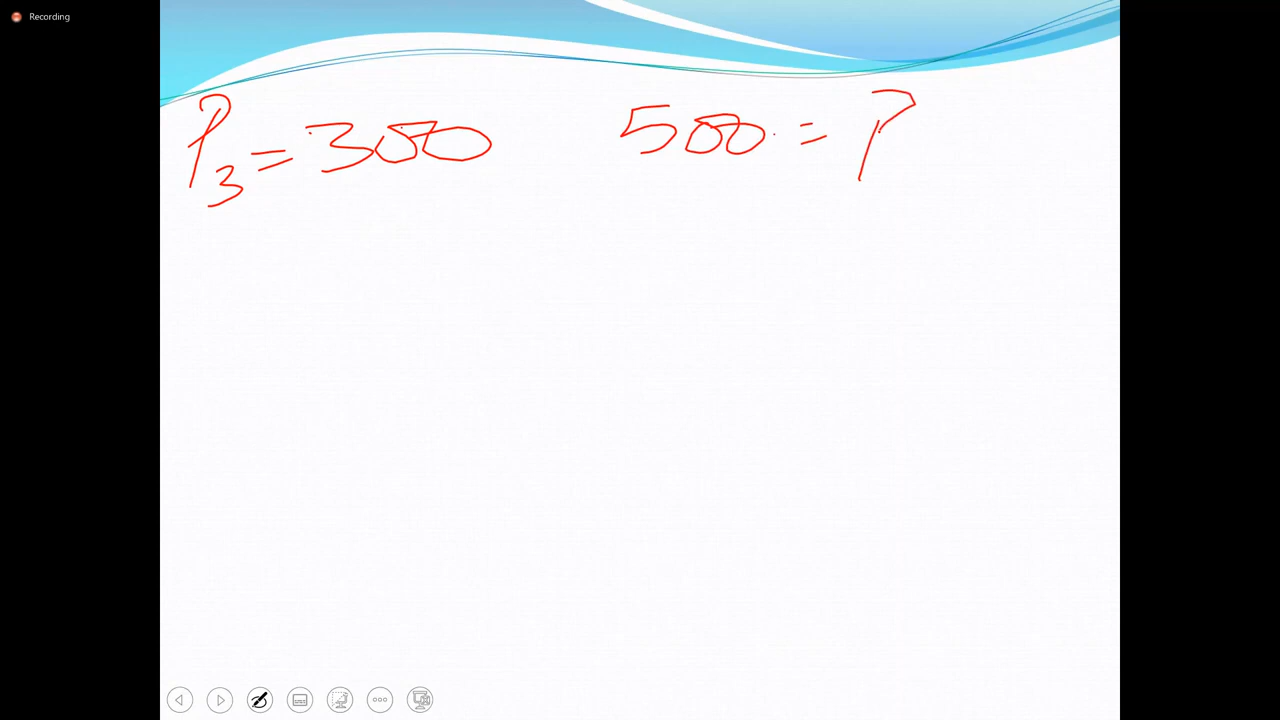 Recording
P3 = 300 500 = P